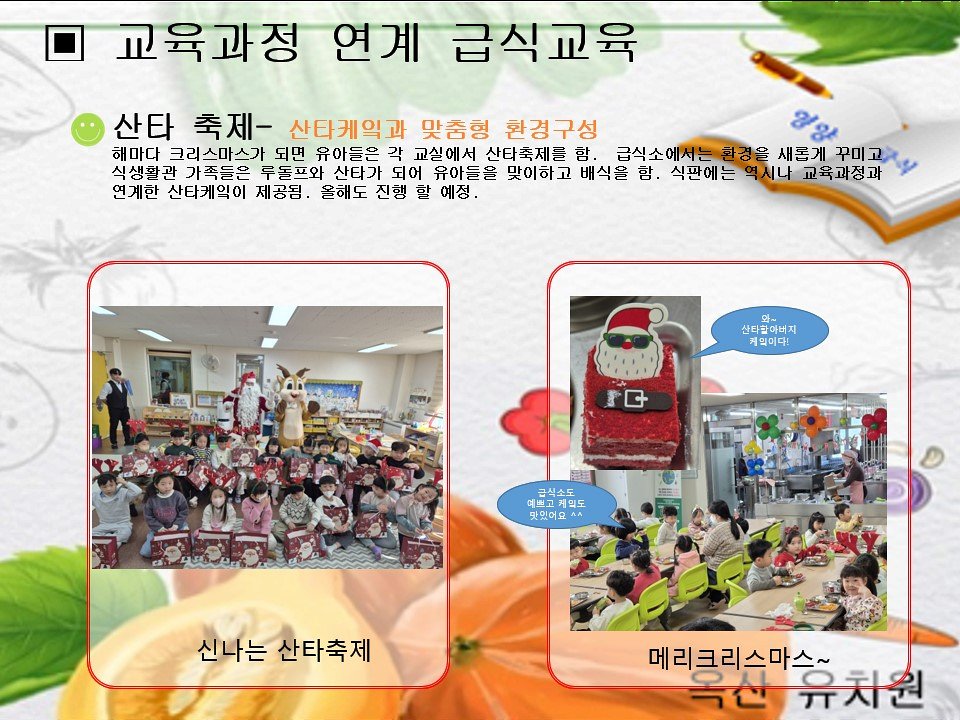 ▣ 교육과정 연계 급식교육
산타 축제- 산타케익과 맞춤형 환경구성
해마다 크리스마스가 되면 유아들은 각 교실에서 산타축제를 함. 급식소에서는 환경을 새롭게 꾸미고
식생활관 가족들은 루돌프와 산타가 되어 유아들을 맞이하고 배식을 함. 식판에는 역시나 교육과정과
연계한 산타케익이 제공됨. 올해도 진행 할 예정.
영양
급식
와~
산타할아버지
케잌이다!
급식소도
예쁘고 케잌도
맛있어요 ^^
신나는 산타축제
메리크리스마스~
옥산 유치원